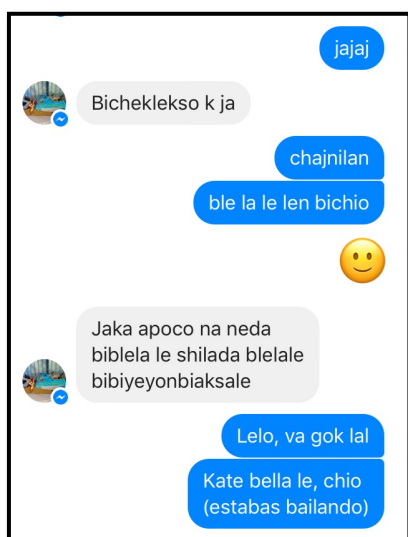 jajaj
Bicheklekso k ja
chajnilan
ble la le len bichio
Jaka apoco na neda
biblela le shilada blelale
bibiyeyonbiaksale
Lelo, va gok lal
Kate bella le, chio
(estabas bailando)